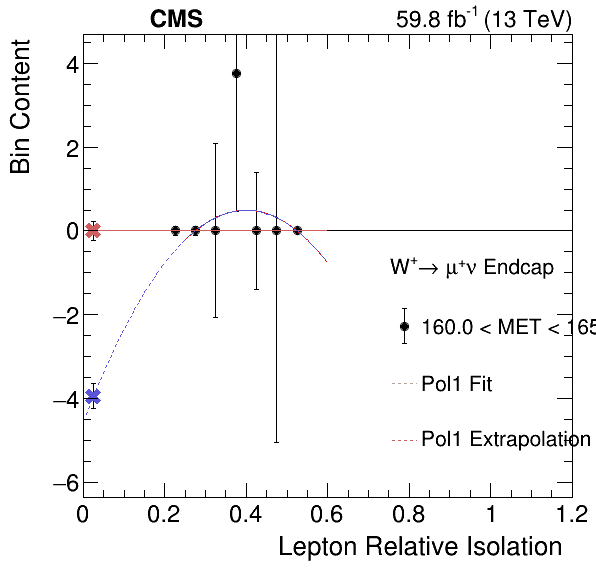 CMS
59.8 fb⁻¹ (13 TeV)
Bin Content
4
2
0
−2
−4
−6
W⁺→ μ⁺ν Endcap
160.0 < MET < 165
Pol1 Fit
Pol1 Extrapolation
0
0.2
0.4
0.6
0.8
1
1.2
Lepton Relative Isolation